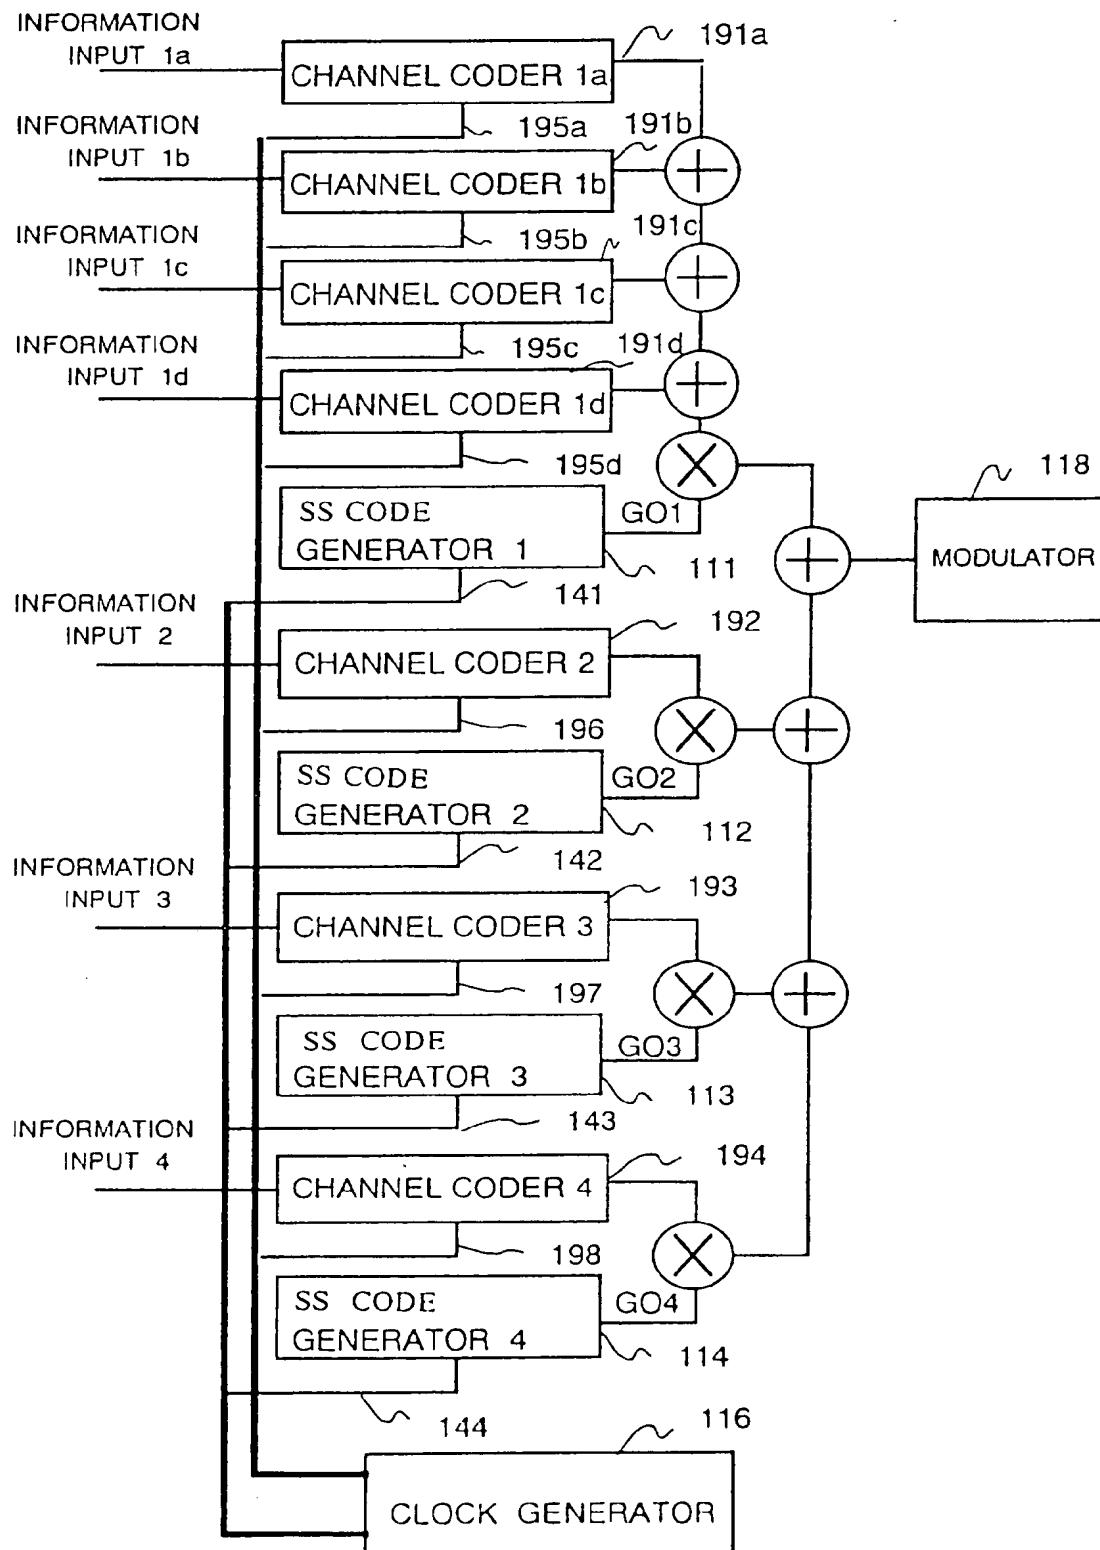 INFORMATION
INPUT 1a
CHANNEL CODER 1a
191a
195a
INFORMATION
INPUT 1b
CHANNEL CODER 1b
191b
195b
INFORMATION
INPUT 1c
CHANNEL CODER 1c
191c
195c
INFORMATION
INPUT 1d
CHANNEL CODER 1d
191d
195d
SS CODE
GENERATOR 1
GO1
111
141
118
MODULATOR
INFORMATION
INPUT 2
CHANNEL CODER 2
192
196
SS CODE
GENERATOR 2
GO2
112
142
INFORMATION
INPUT 3
CHANNEL CODER 3
193
197
SS CODE
GENERATOR 3
GO3
113
143
INFORMATION
INPUT 4
CHANNEL CODER 4
194
198
SS CODE
GENERATOR 4
GO4
114
144
116
CLOCK GENERATOR